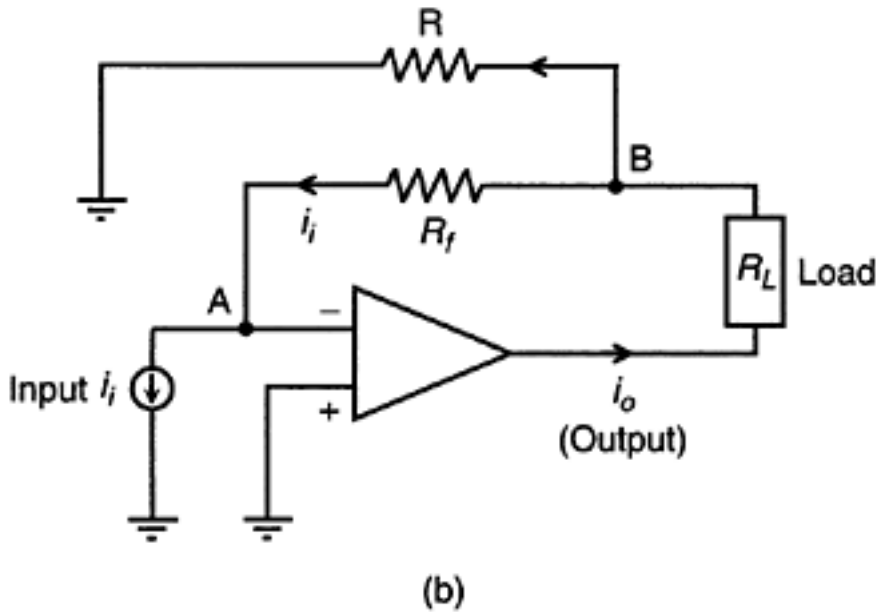 R
B
i_i
R_f
R_L Load
A
−
Input i_i
+
i_o
(Output)
(b)